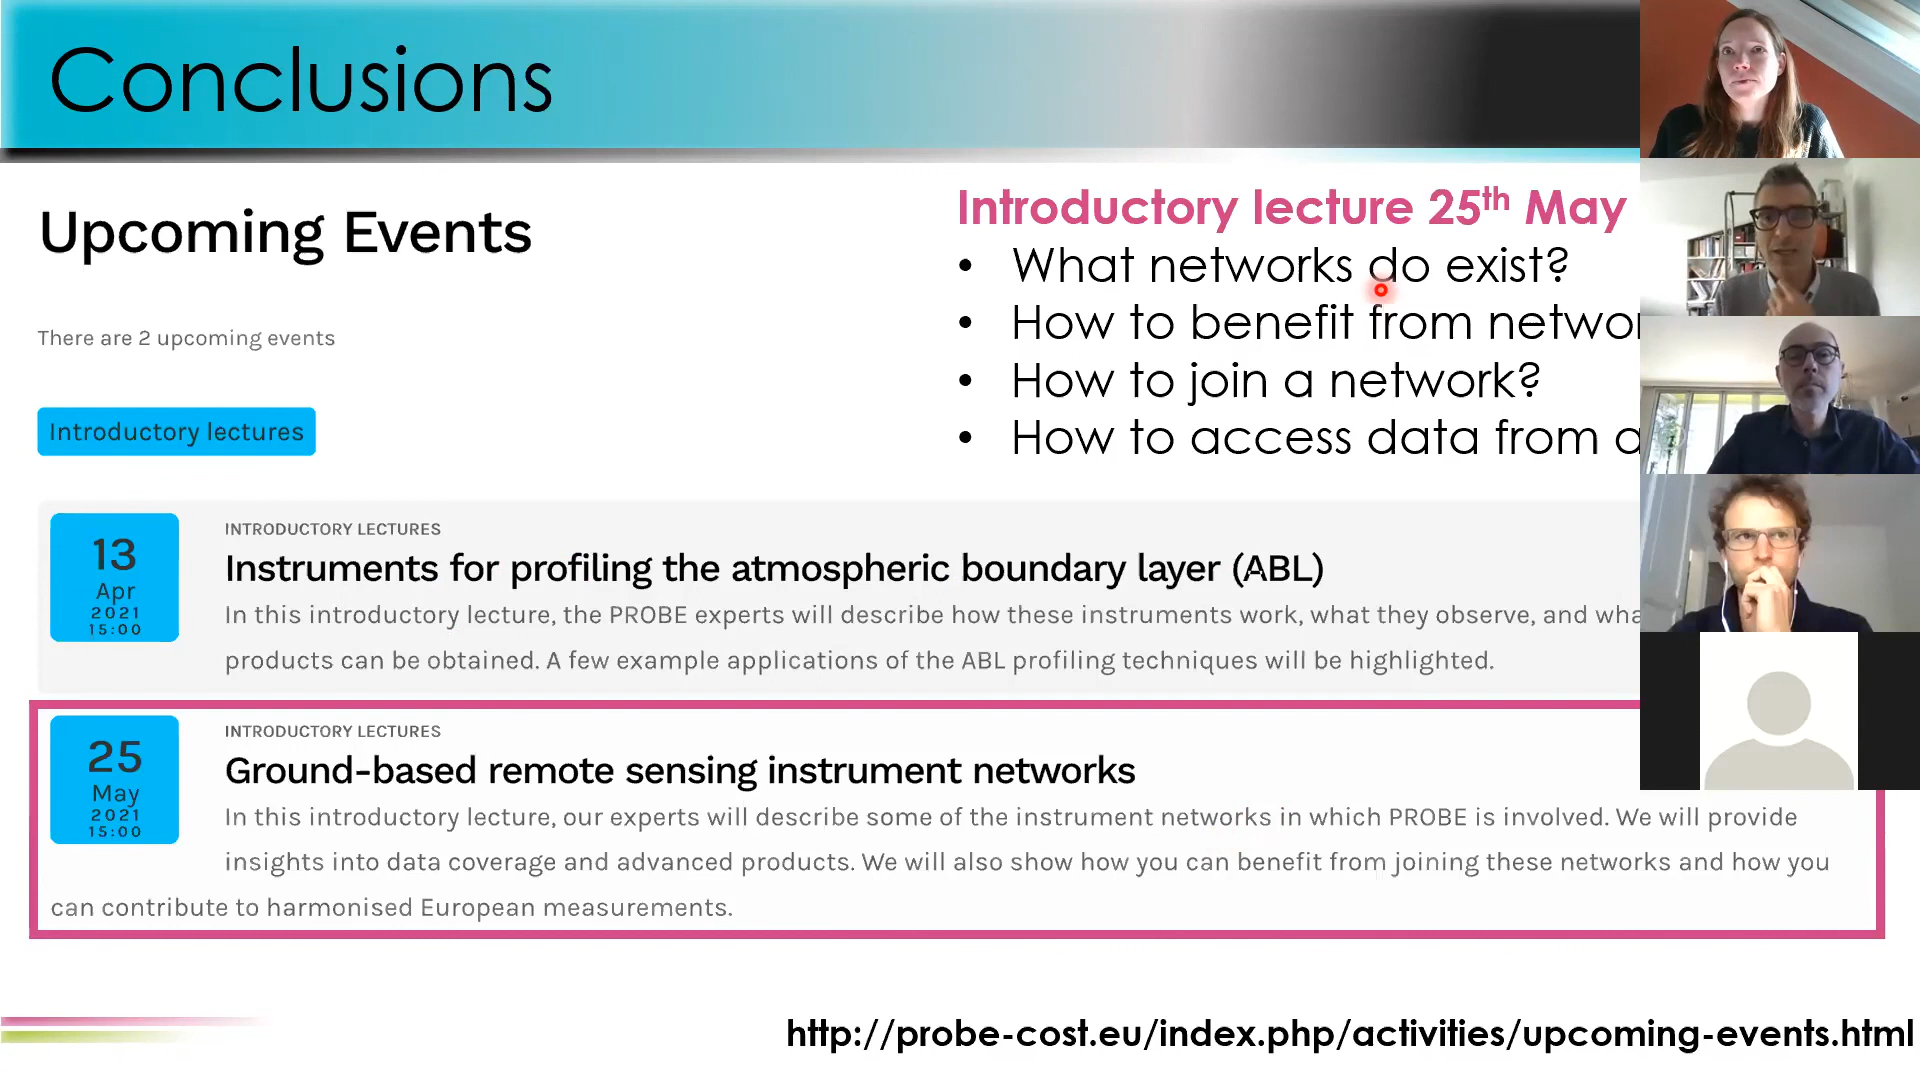 Conclusions
Upcoming Events
There are 2 upcoming events
Introductory lectures
Introductory lecture 25th May
• What networks do exist?
• How to benefit from
• How to join a network?
• How to access data from
13
Apr
2021
15:00
INTRODUCTORY LECTURES
Instruments for profiling the atmospheric boundary layer (ABL)
In this introductory lecture, the PROBE experts will describe how these instruments work, what they observe, and
products can be obtained. A few example applications of the ABL profiling techniques will be highlighted.
25
May
2021
15:00
INTRODUCTORY LECTURES
Ground-based remote sensing instrument networks
In this introductory lecture, our experts will describe some of the instrument networks in which PROBE is involved. We will provide
insights into data coverage and advanced products. We will also show how you can benefit from joining these networks and how you
can contribute to harmonised European measurements.
http://probe-cost.eu/index.php/activities/upcoming-events.html